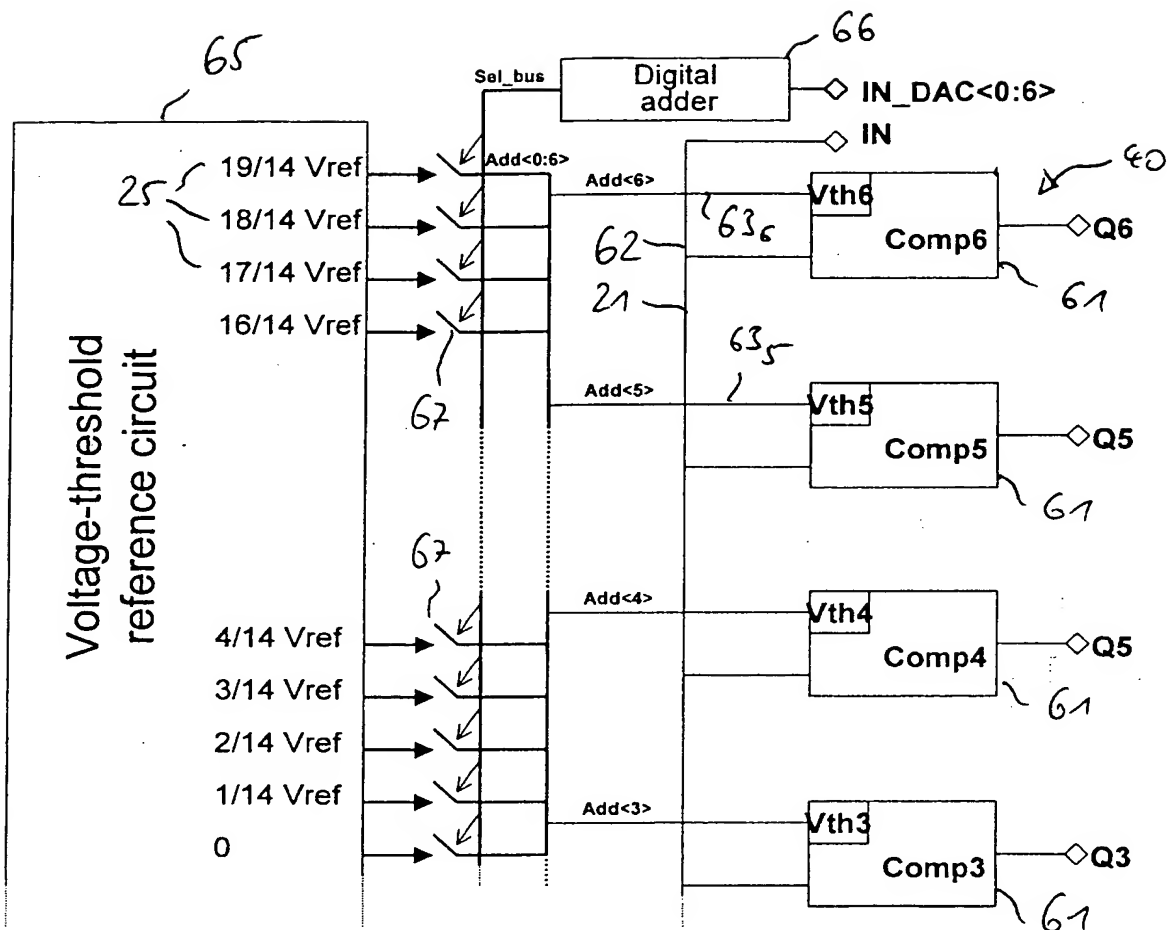 65
66
Sel_bus
Digital
adder
IN_DAC<0:6>
IN
19/14 Vref
Add<0:6>
Add<6>
40
25
18/14 Vref
Vth6
Q6
17/14 Vref
62
63₆
Comp6
61
16/14 Vref
21
67
63₅
Add<5>
Vth5
Q5
Comp5
61
Voltage-threshold
reference circuit
67
Add<4>
4/14 Vref
Vth4
Q5
Comp4
3/14 Vref
61
2/14 Vref
1/14 Vref
Add<3>
Vth3
0
Q3
Comp3
61